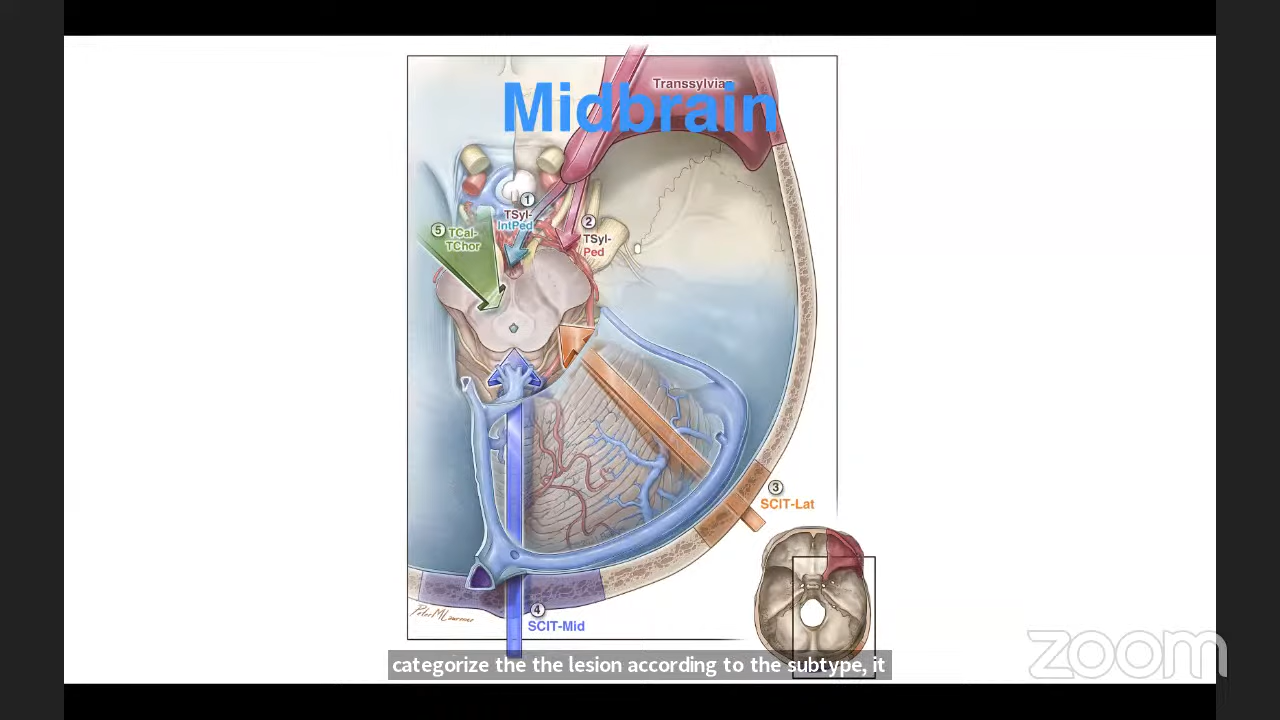 Transsylvian
Midbrain
1
TSyl-
IntPed
2
TSyl-
Ped
5
TCal-
TChor
3
SCIT-Lat
4
SCIT-Mid
categorize the the lesion according to the subtype, it
zoom